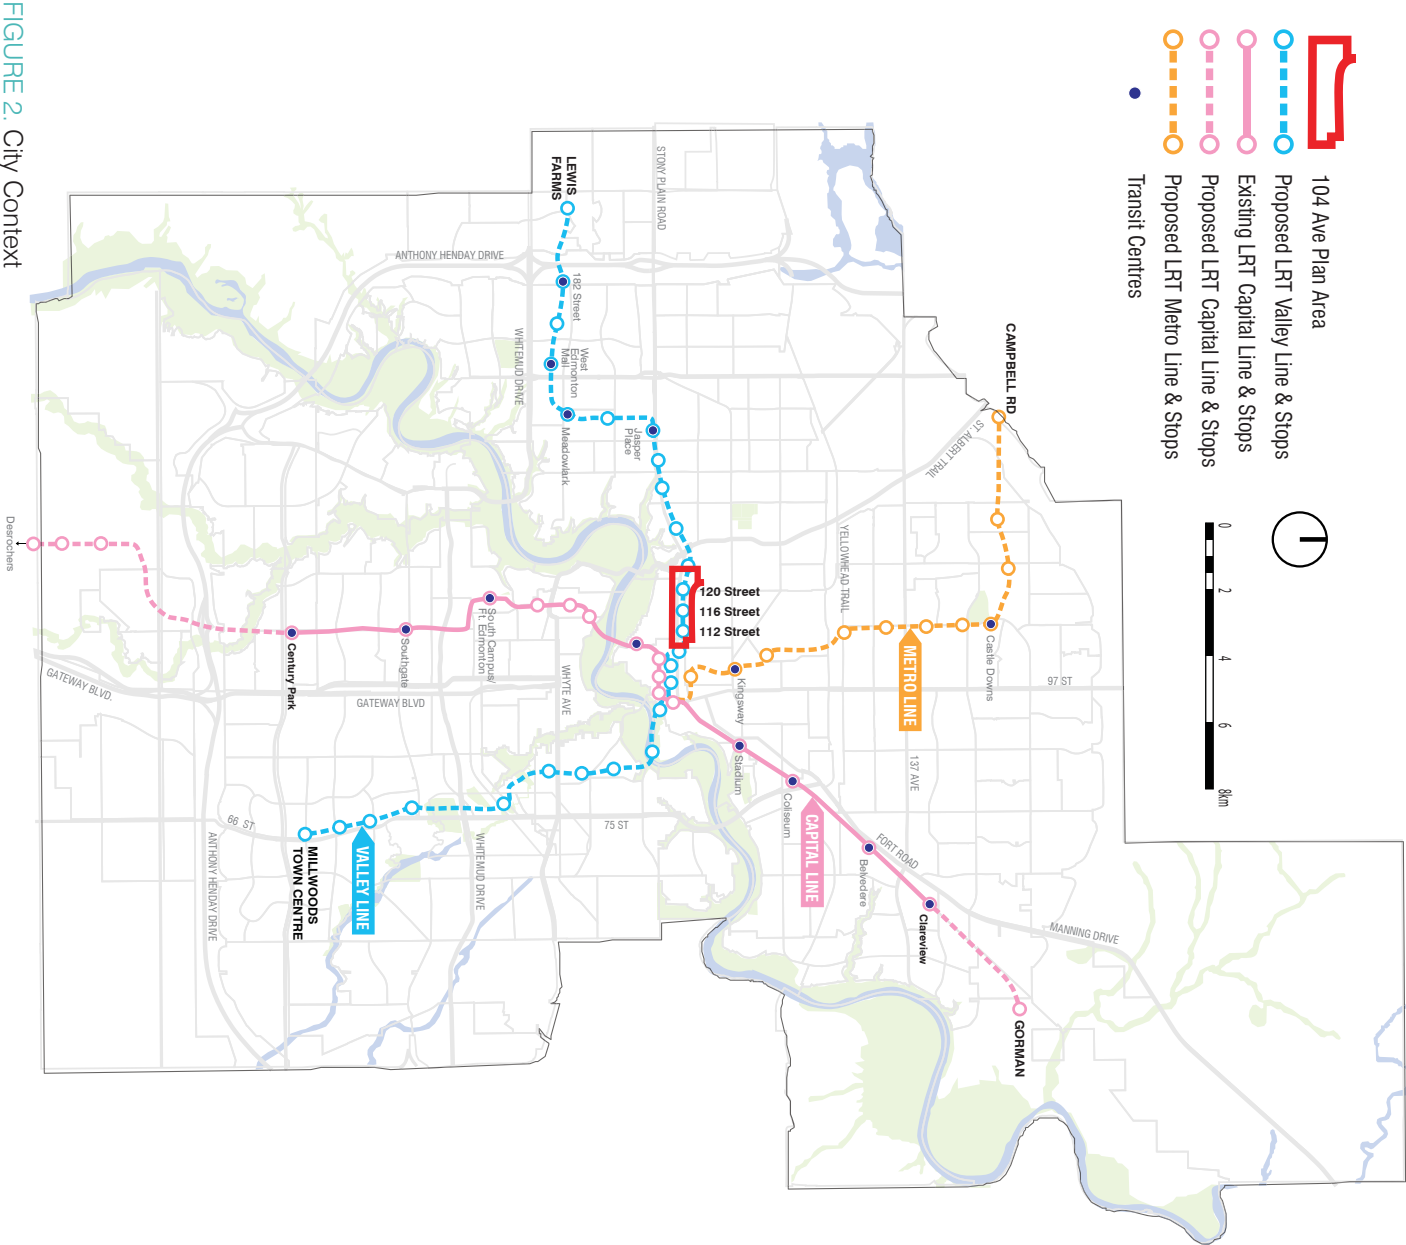 FIGURE 2. City Context
104 Ave Plan Area
Proposed LRT Valley Line & Stops
Existing LRT Capital Line & Stops
Proposed LRT Capital Line & Stops
Proposed LRT Metro Line & Stops
Transit Centres
0
2
4
6
8km
CAMPBELL RD
ST. ALBERT TRAIL
STONY PLAIN ROAD
LEWIS
FARMS
ANTHONY HENDAY DRIVE
182 Street
WHITEMUD DRIVE
West
Edmonton
Mall
Meadowlark
Jasper
Place
YELLOWHEAD TRAIL
120 Street
116 Street
112 Street
Castle Downs
METRO LINE
97 ST
Kingsway
137 AVE
Stadium
Coliseum
CAPITAL LINE
FORT ROAD
Belvedere
Clareview
MANNING DRIVE
GORMAN
South Campus/
Ft. Edmonton
Southgate
Century Park
WHYTE AVE
GATEWAY BLVD
GATEWAY BLVD.
Desrochers
75 ST
66 ST
WHITEMUD DRIVE
ANTHONY HENDAY DRIVE
VALLEY LINE
MILLWOODS
TOWN CENTRE